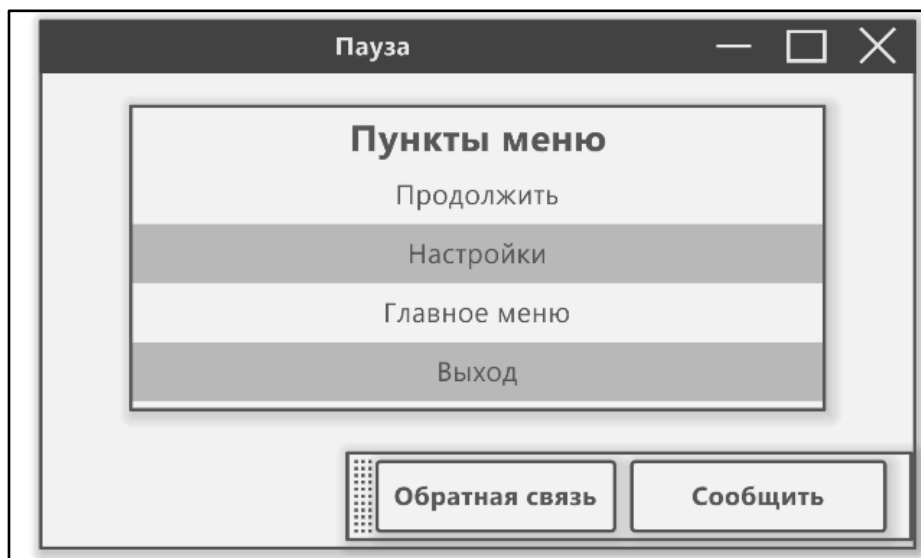 Пауза
Пункты меню
Продолжить
Настройки
Главное меню
Выход
Обратная связь
Сообщить